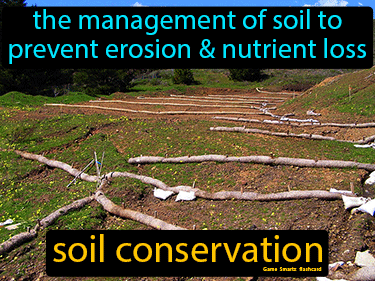 the management of soil to
prevent erosion & nutrient loss
soil conservation
Game Smartz flashcard